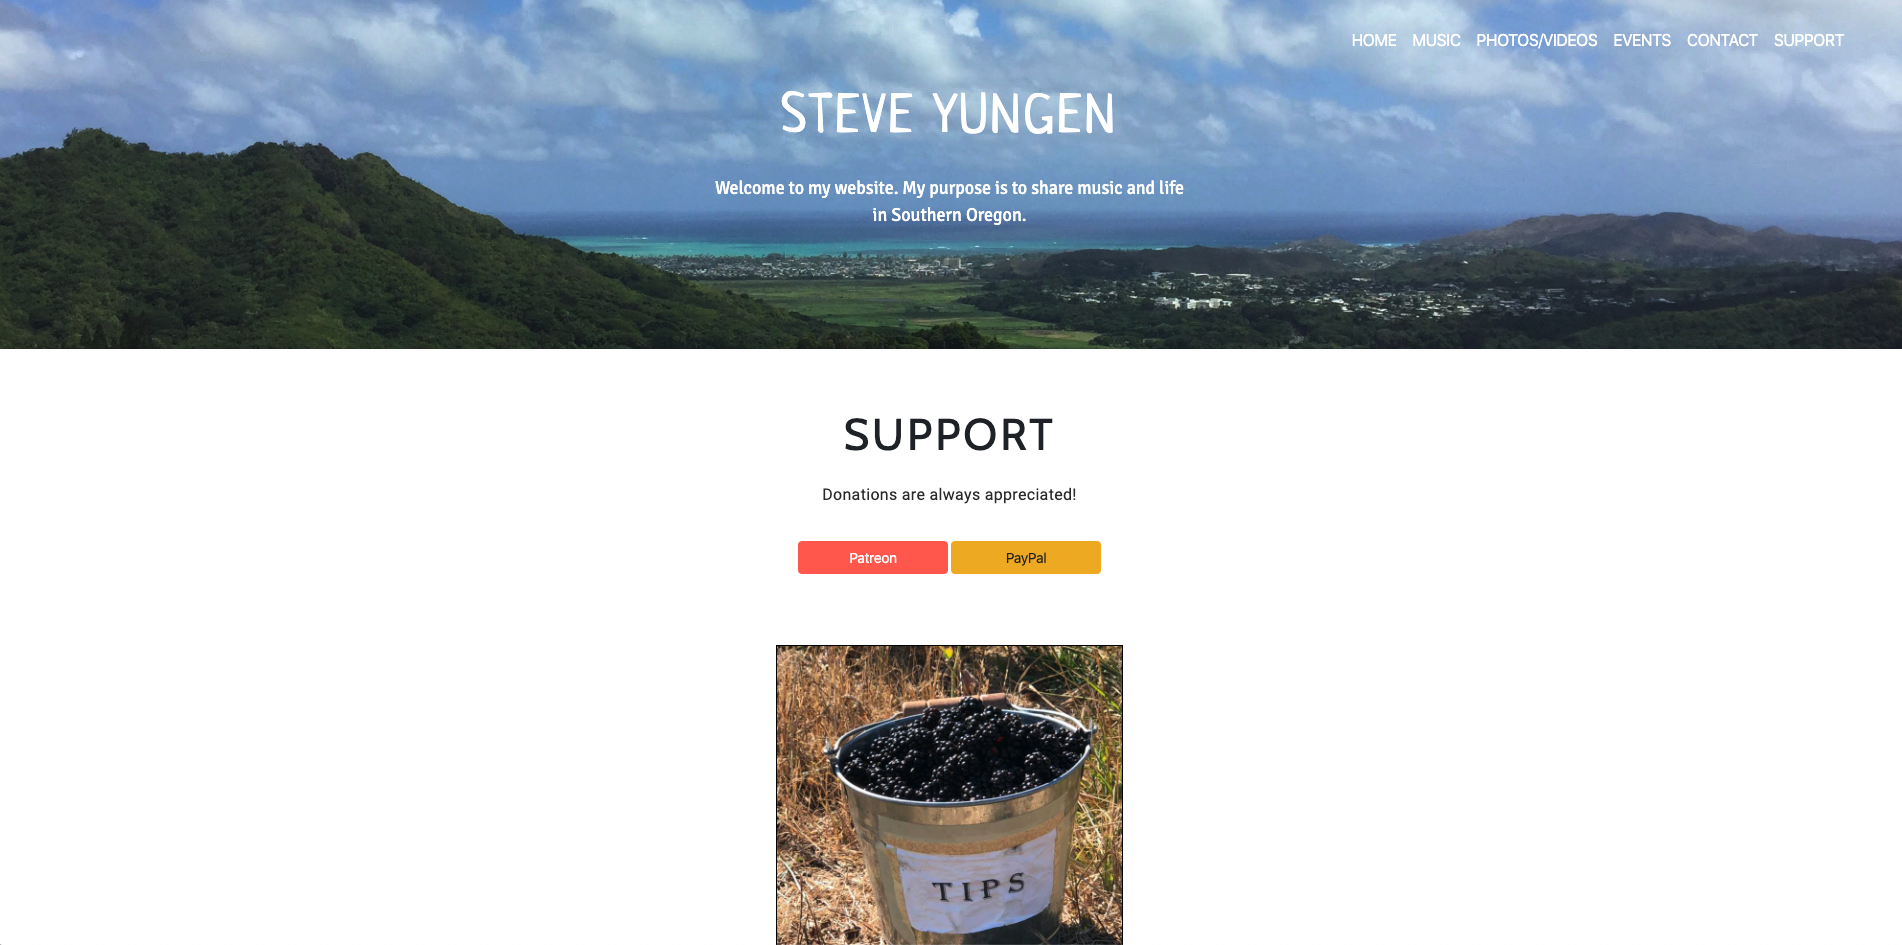 HOME MUSIC PHOTOS/VIDEOS EVENTS CONTACT SUPPORT
STEVE YUNGEN
Welcome to my website. My purpose is to share music and life
in Southern Oregon.
SUPPORT
Donations are always appreciated!
Patreon PayPal
TIPS